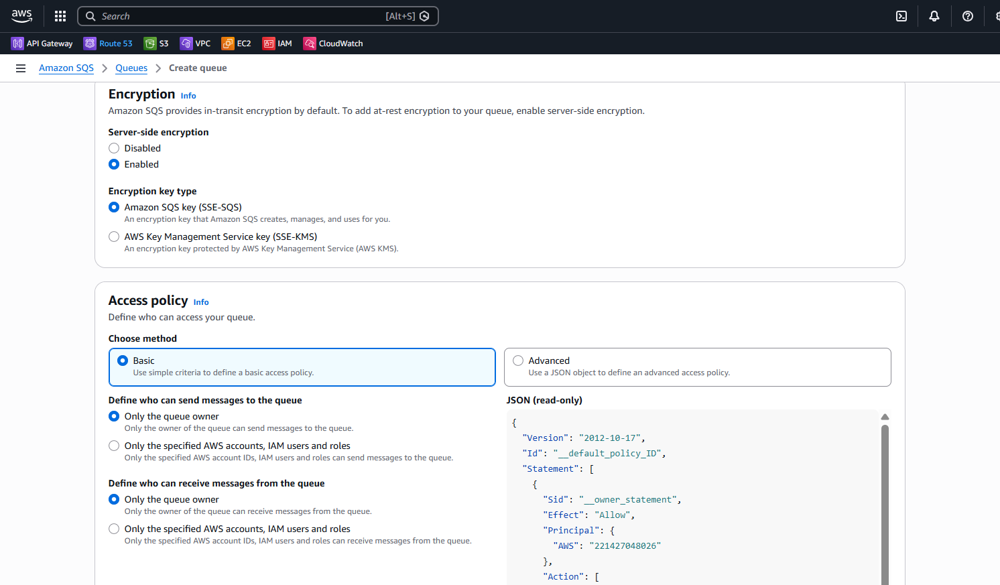 aws
Search [Alt+S]
API Gateway Route 53 S3 VPC EC2 IAM CloudWatch
Amazon SQS Queues Create queue
Encryption Info
Amazon SQS provides in-transit encryption by default. To add at-rest encryption to your queue, enable server-side encryption.
Server-side encryption
Disabled
Enabled
Encryption key type
Amazon SQS key (SSE-SQS)
An encryption key that Amazon SQS creates, manages, and uses for you.
AWS Key Management Service key (SSE-KMS)
An encryption key protected by AWS Key Management Service (AWS KMS).
Access policy Info
Define who can access your queue.
Choose method
Basic
Use simple criteria to define a basic access policy.
Advanced
Use a JSON object to define an advanced access policy.
Define who can send messages to the queue
Only the queue owner
Only the owner of the queue can send messages to the queue.
Only the specified AWS accounts, IAM users and roles
Only the specified AWS account IDs, IAM users and roles can send messages to the queue.
Define who can receive messages from the queue
Only the queue owner
Only the owner of the queue can receive messages from the queue.
Only the specified AWS accounts, IAM users and roles
Only the specified AWS account IDs, IAM users and roles can receive messages from the queue.
JSON (read-only)
{
"Version": "2012-10-17",
"Id": "__default_policy_ID",
"Statement": [
{
"Sid": "__owner_statement",
"Effect": "Allow",
"Principal": {
"AWS": "221427048026"
},
"Action": [